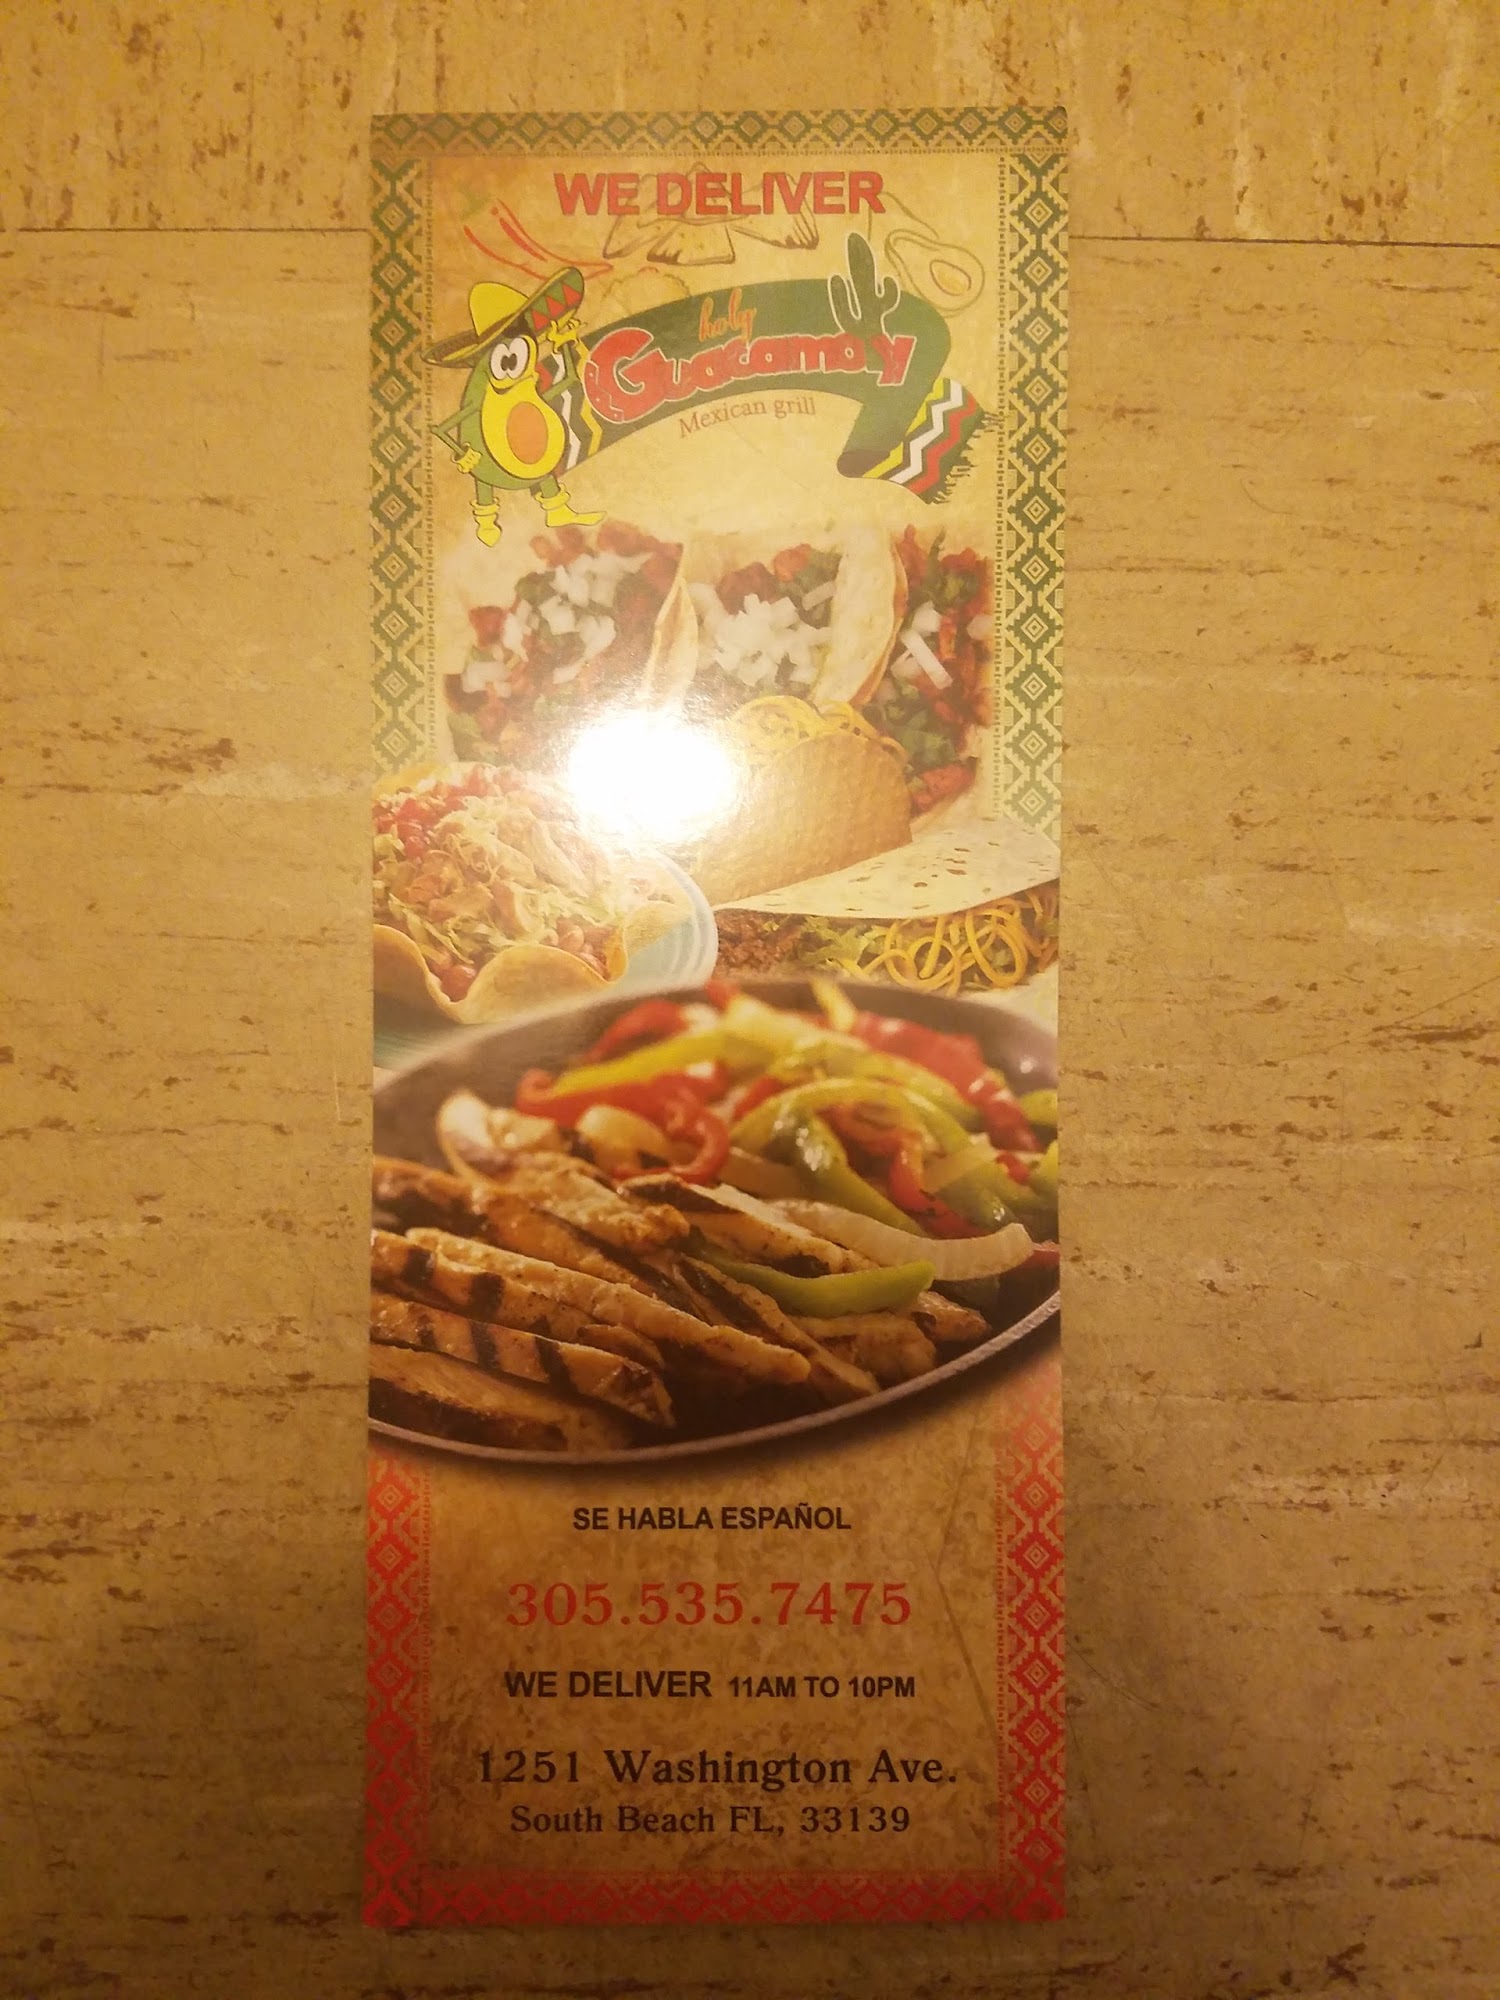 WE DELIVER
holy
Guacamoly
Mexican grill
SE HABLA ESPAÑOL
305.535.7475
WE DELIVER 11AM TO 10PM
1251 Washington Ave.
South Beach FL, 33139